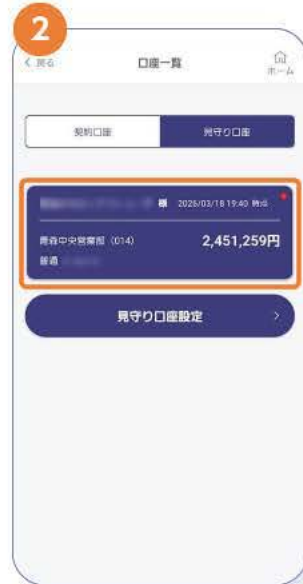 2
く 戻る 口座一覧 ホーム
契約口座 見守り口座
様 2026/03/18 19:40 時点
青森中央営業部（014） 2,451,259円
普通
見守り口座設定 >